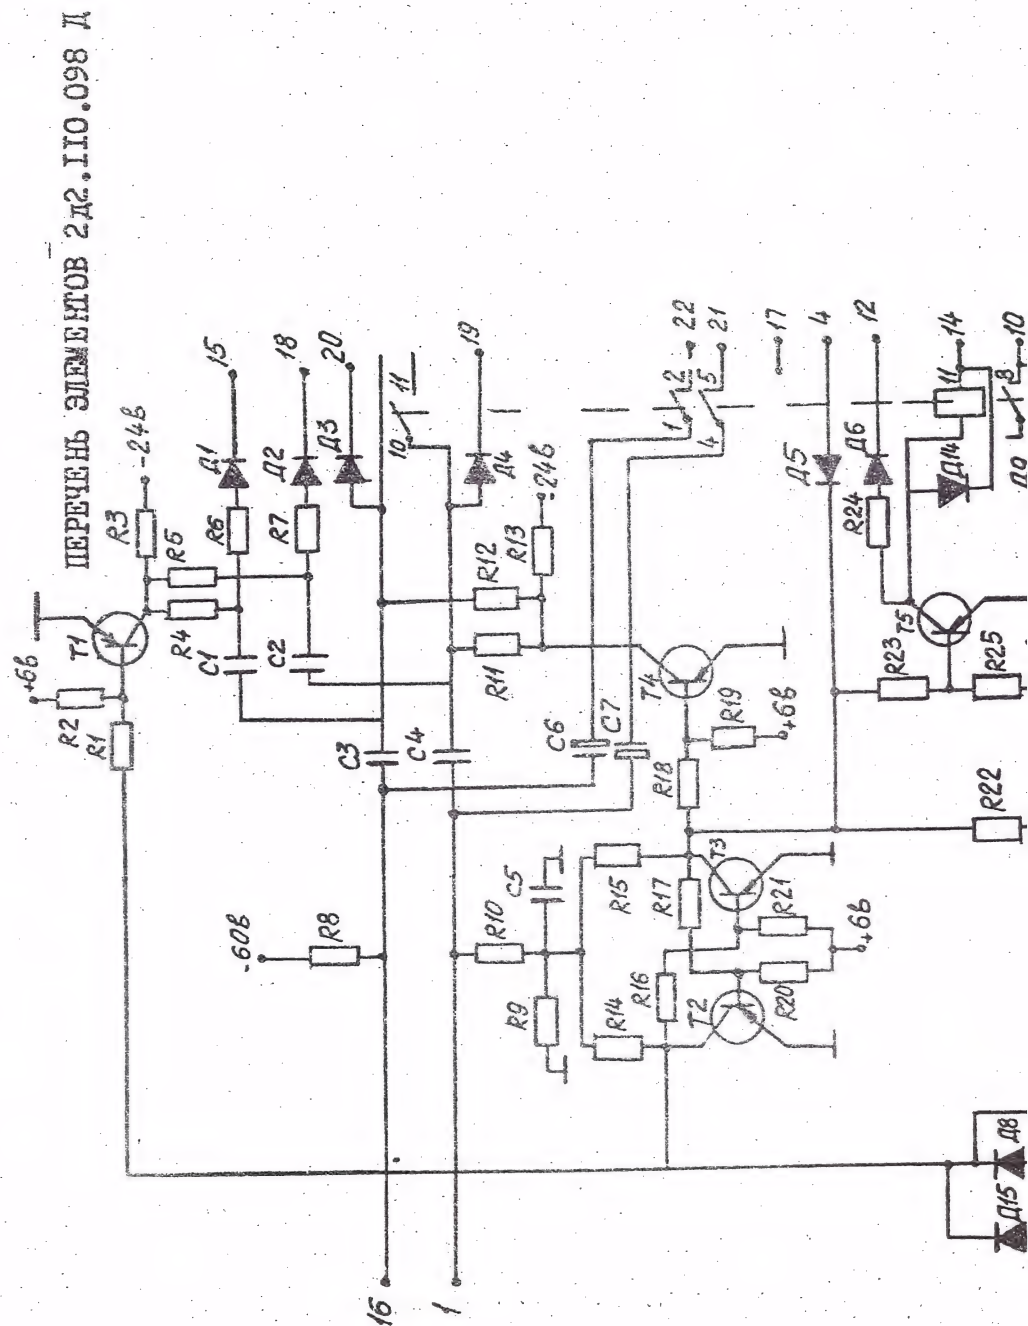 ПЕРЕЧЕНЬ ЭЛЕМЕНТОВ 2д2.IIO.098 Д
+6в
R2
R1
T1
R3
-24в
R4
R5
C1
R6
Д1
15
C2
R7
Д2
18
Д3
20
-60в
R8
16
C3
10
11
1
C4
Д4
19
R10
R11
R12
R13
-24в
C5
R9
C6
C7
1
2
22
4
5
21
R14
R15
R16
R17
T2
T3
R20
R21
+6в
R18
T4
R19
+6в
17
Д5
4
R24
Д6
12
R23
T5
Д14
11
14
R22
R25
Д9
8
10
Д15
Д8